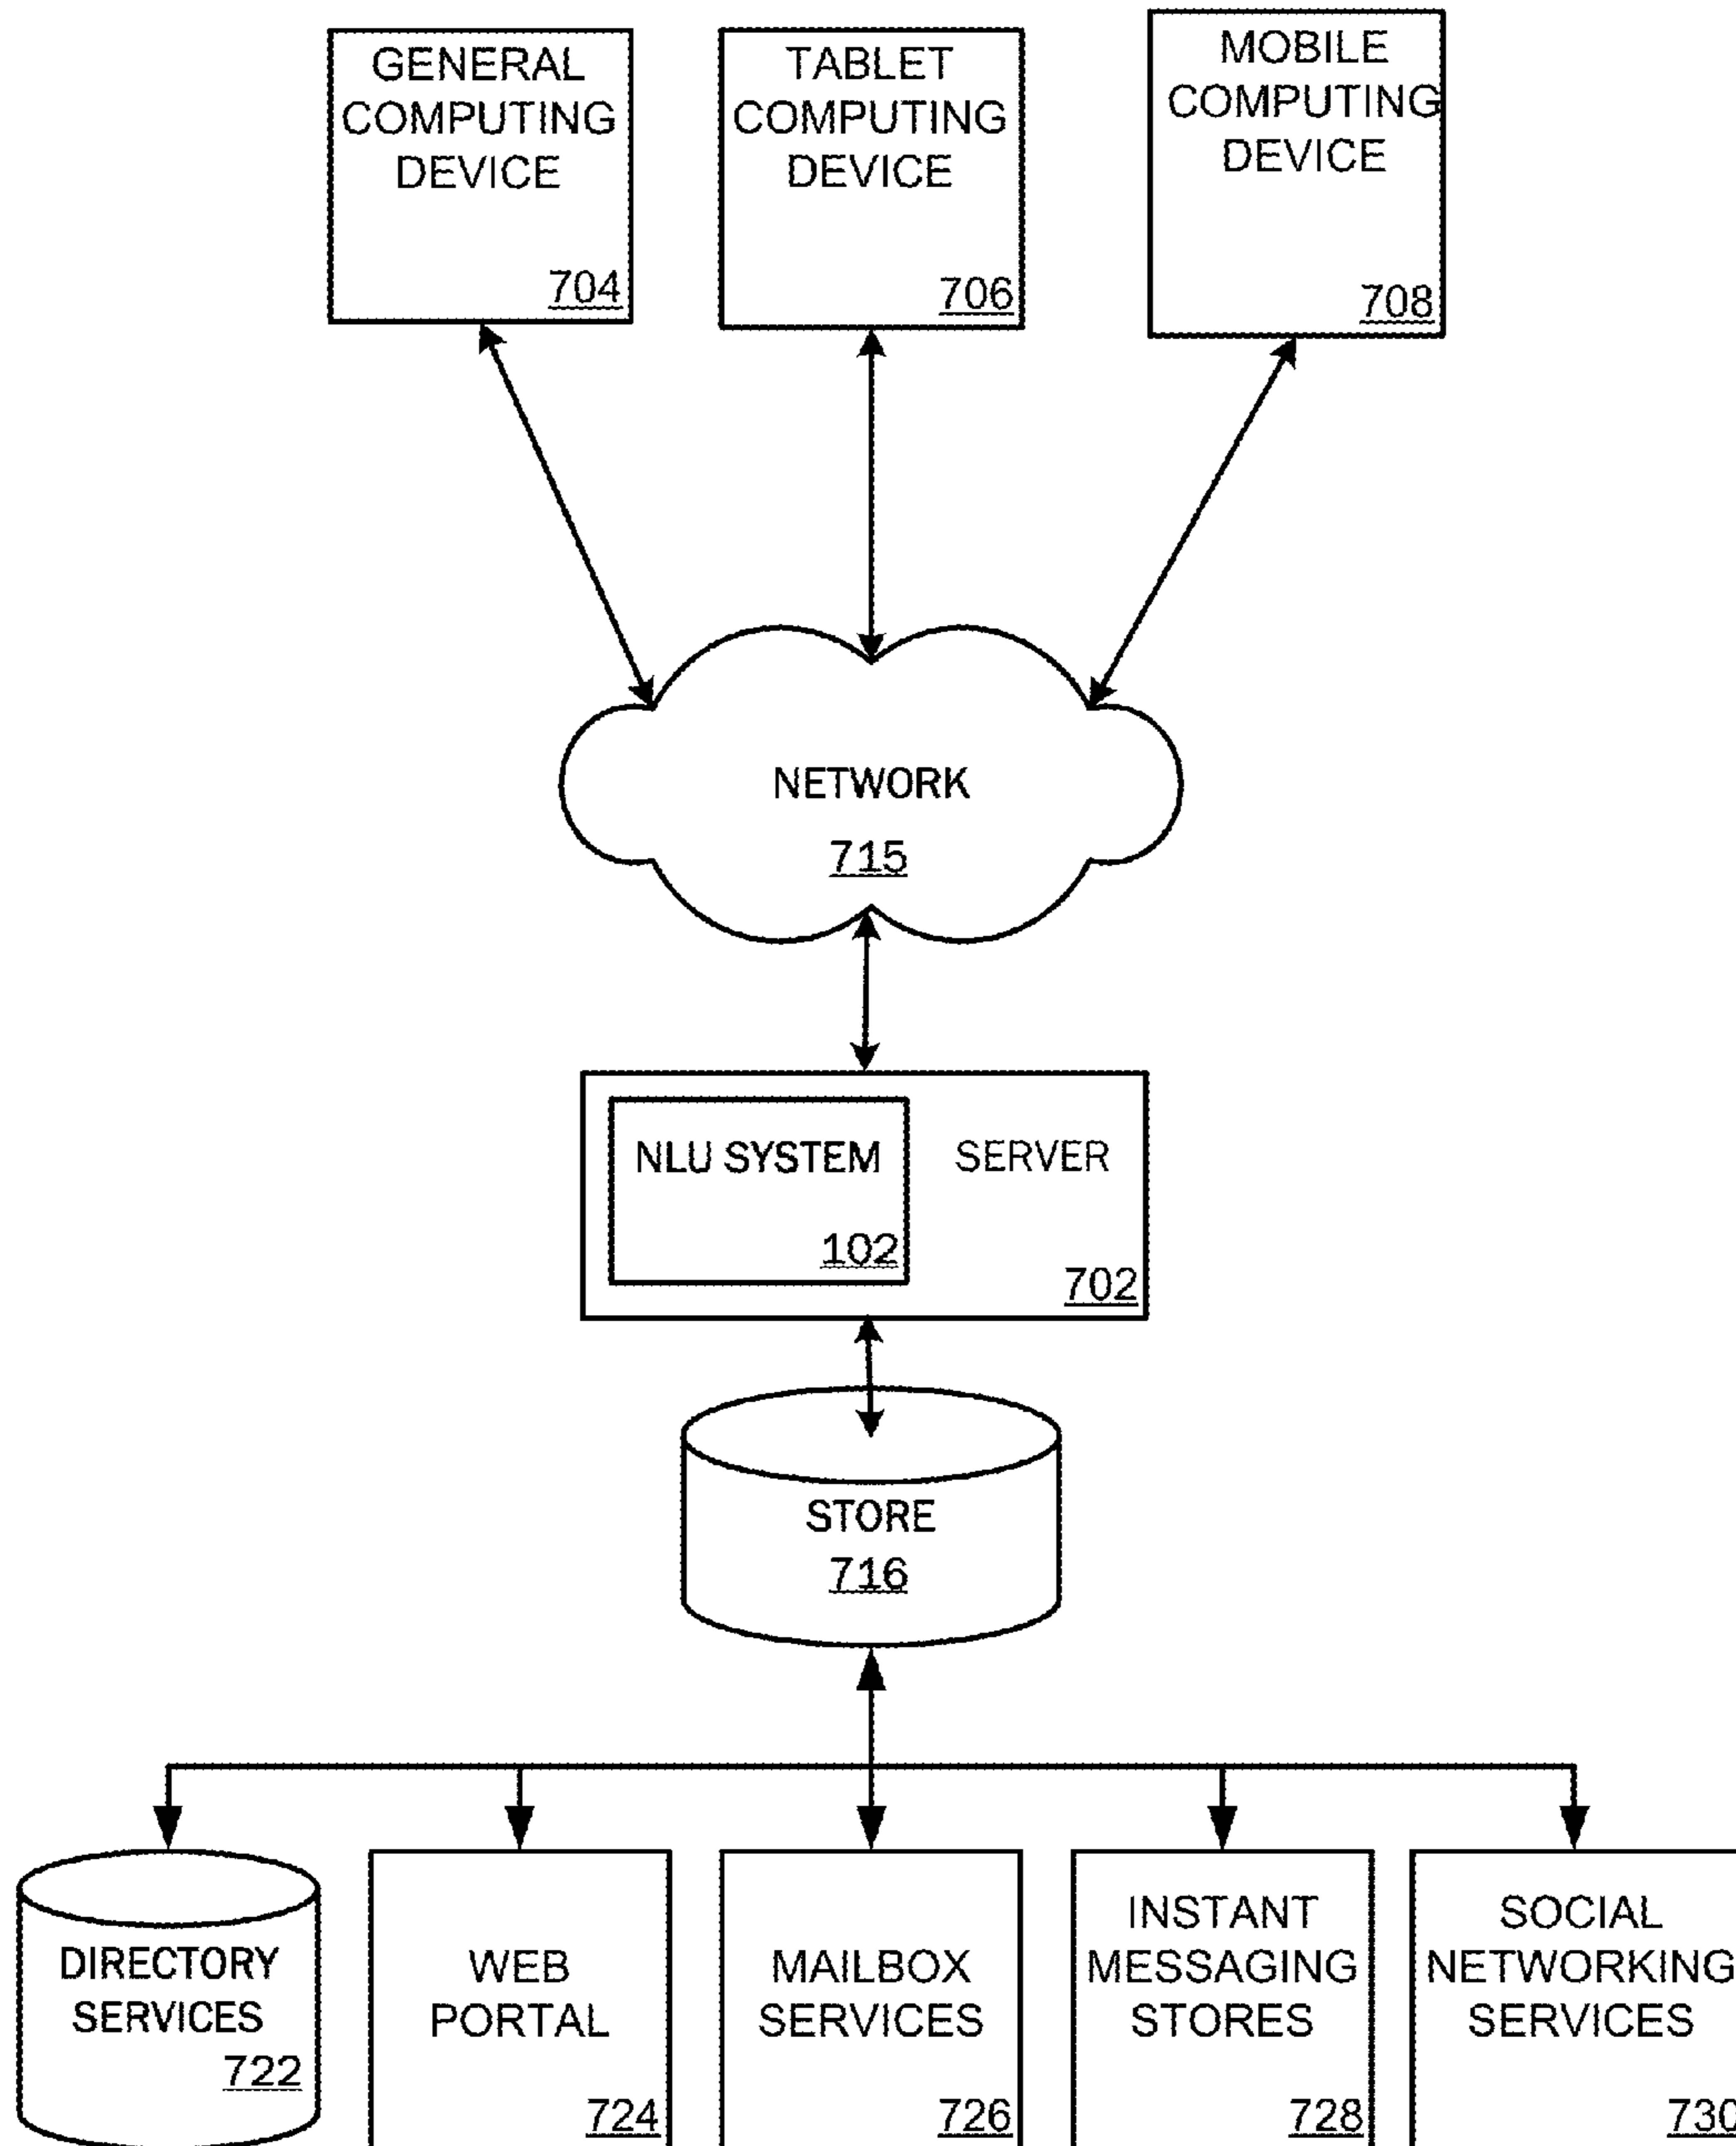 GENERAL
COMPUTING
DEVICE
704
TABLET
COMPUTING
DEVICE
706
MOBILE
COMPUTING
DEVICE
708
NETWORK
715
NLU SYSTEM
102
SERVER
702
STORE
716
DIRECTORY
SERVICES
722
WEB
PORTAL
724
MAILBOX
SERVICES
726
INSTANT
MESSAGING
STORES
728
SOCIAL
NETWORKING
SERVICES
730